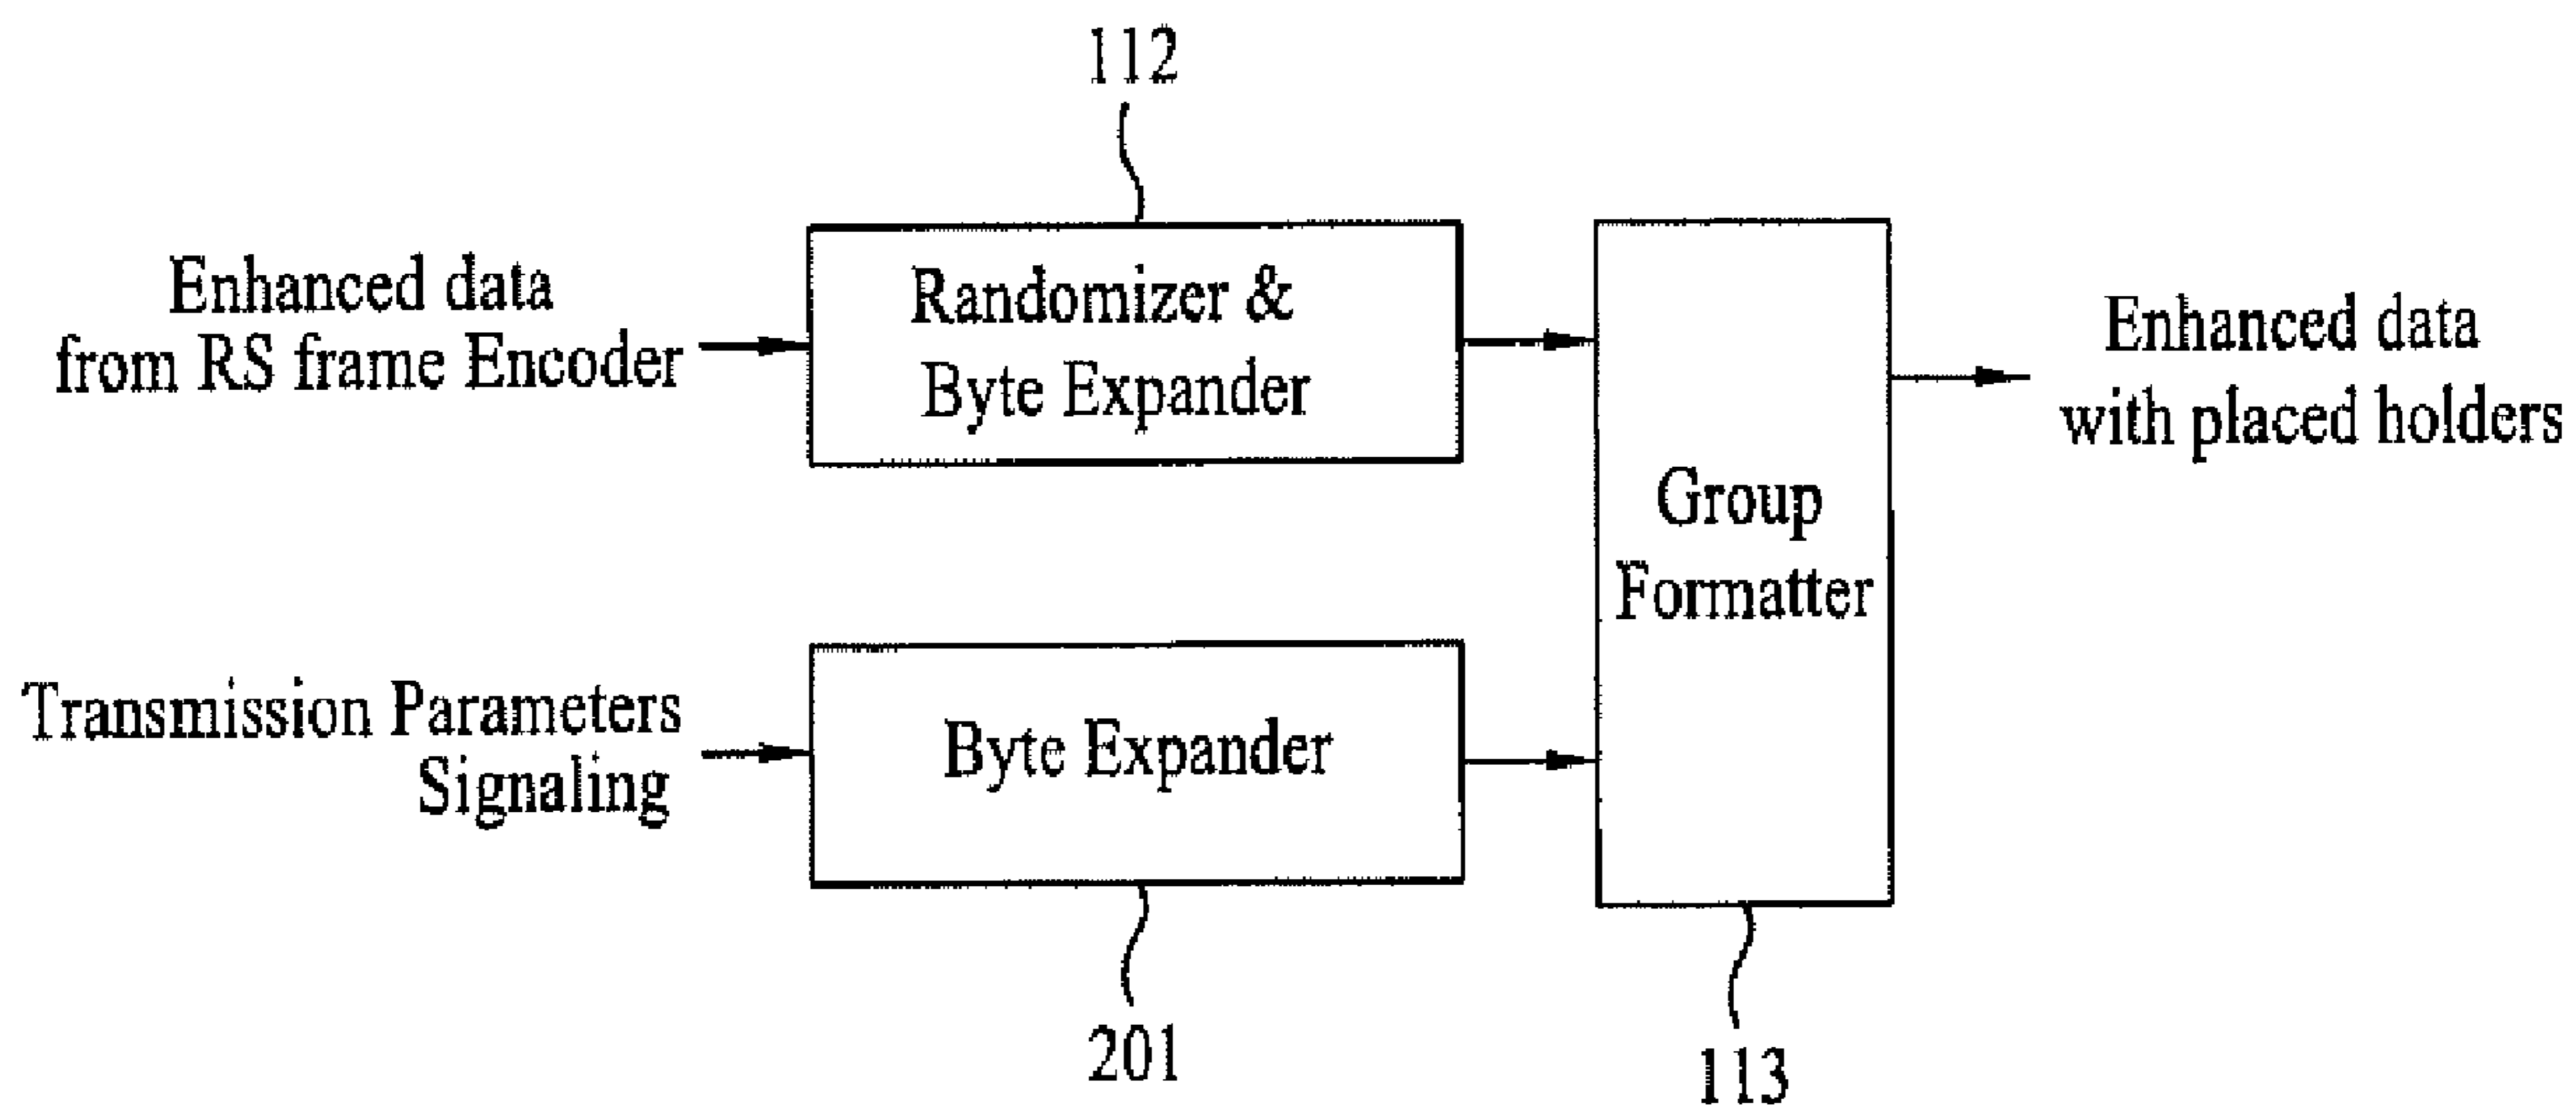 112
Enhanced data
from RS frame Encoder
Randomizer &
Byte Expander
Enhanced data
with placed holders
Group
Formatter
Transmission Parameters
Signaling
Byte Expander
201
113